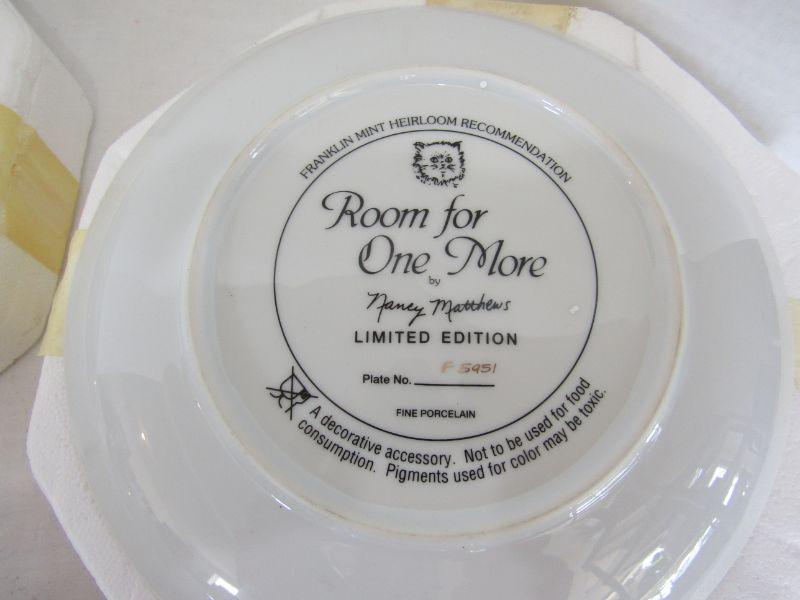 FRANKLIN MINT HEIRLOOM RECOMMENDATION
Room for
One More
by
Nancy Matthews
LIMITED EDITION
Plate No. F 5951
FINE PORCELAIN
A decorative accessory. Not to be used for food
consumption. Pigments used for color may be toxic.